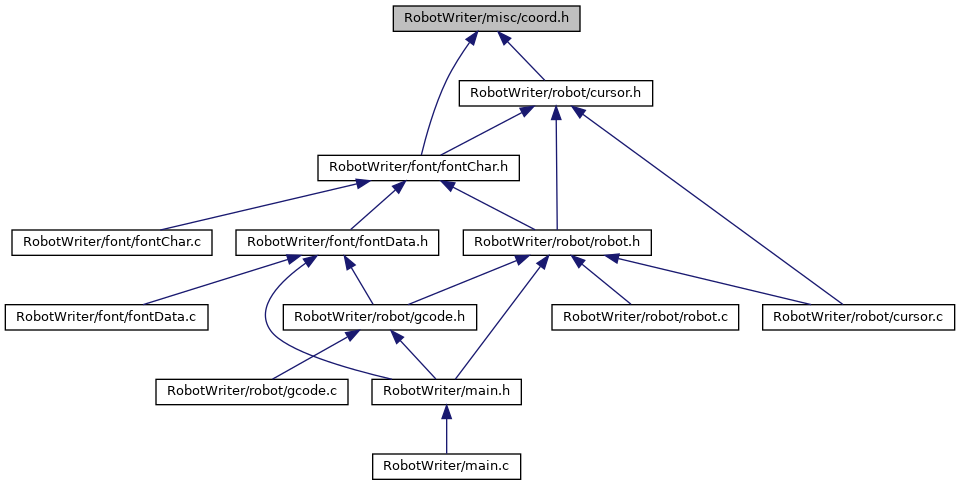 RobotWriter/misc/coord.h
RobotWriter/robot/cursor.h
RobotWriter/font/fontChar.h
RobotWriter/font/fontChar.c
RobotWriter/font/fontData.h
RobotWriter/robot/robot.h
RobotWriter/font/fontData.c
RobotWriter/robot/gcode.h
RobotWriter/robot/robot.c
RobotWriter/robot/cursor.c
RobotWriter/robot/gcode.c
RobotWriter/main.h
RobotWriter/main.c